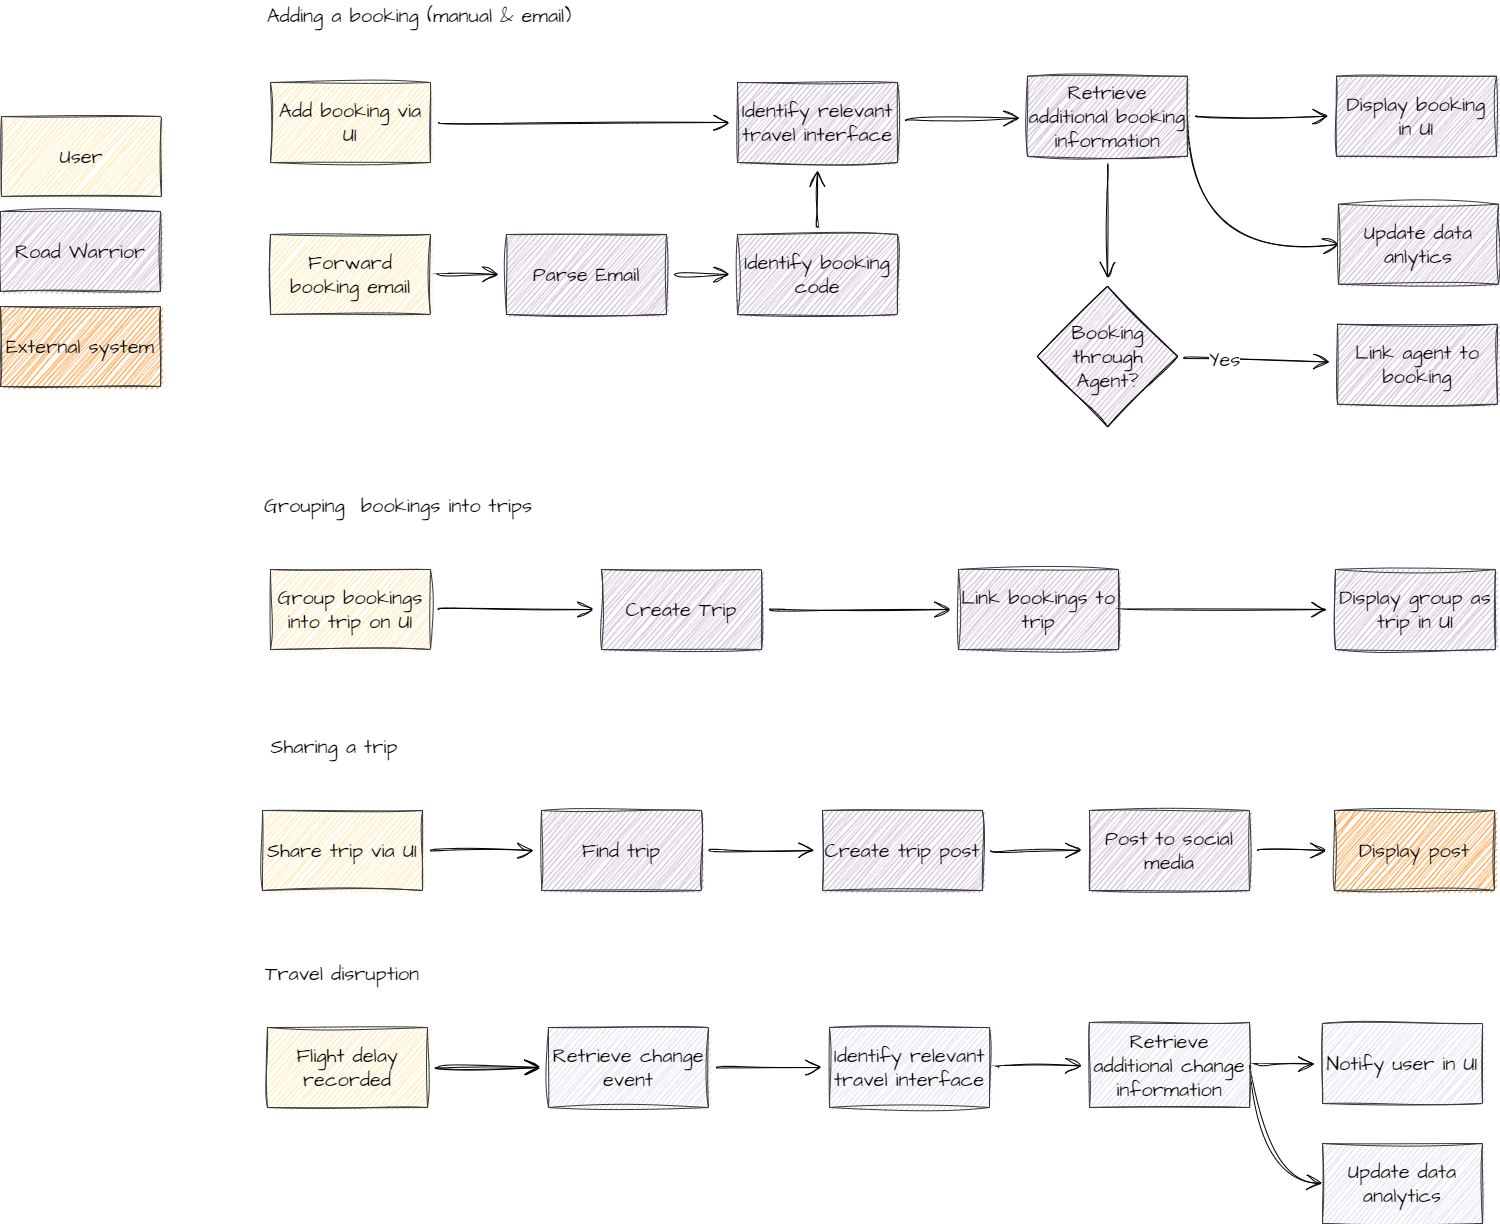 Adding a booking (manual & email)
User
Road Warrior
External system
Add booking via
UI
Identify relevant
travel interface
Retrieve
additional booking
information
Display booking
in UI
Forward
booking email
Parse Email
Identify booking
code
Update data
anlytics
Booking
through
Agent?
Yes
Link agent to
booking
Grouping  bookings into trips
Group bookings
into trip on UI
Create Trip
Link bookings to
trip
Display group as
trip in UI
Sharing a trip
Share trip via UI
Find trip
Create trip post
Post to social
media
Display post
Travel disruption
Flight delay
recorded
Retrieve change
event
Identify relevant
travel interface
Retrieve
additional change
information
Notify user in UI
Update data
analytics